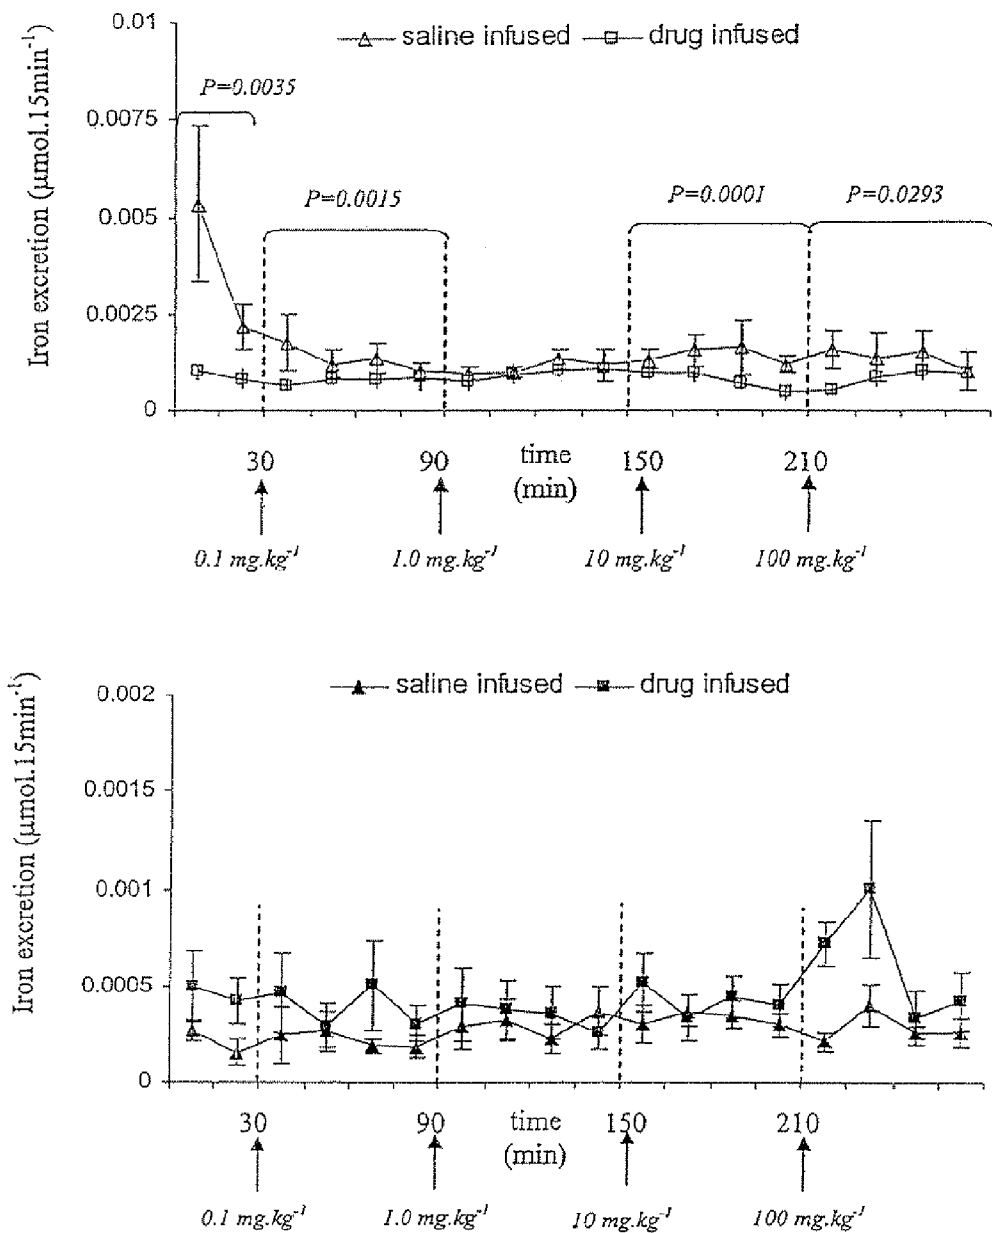 0.01
saline infused drug infused
P=0.0035
0.0075
P=0.0015
P=0.0001 P=0.0293
0.005
0.0025
0
Iron excretion (µmol.15min⁻¹)
30 90 time 150 210
(min)
0.1 mg.kg⁻¹ 1.0 mg.kg⁻¹ 10 mg.kg⁻¹ 100 mg.kg⁻¹
saline infused drug infused
0.002
0.0015
0.001
0.0005
0
Iron excretion (µmol.15min⁻¹)
30 90 time 150 210
(min)
0.1 mg.kg⁻¹ 1.0 mg.kg⁻¹ 10 mg.kg⁻¹ 100 mg.kg⁻¹